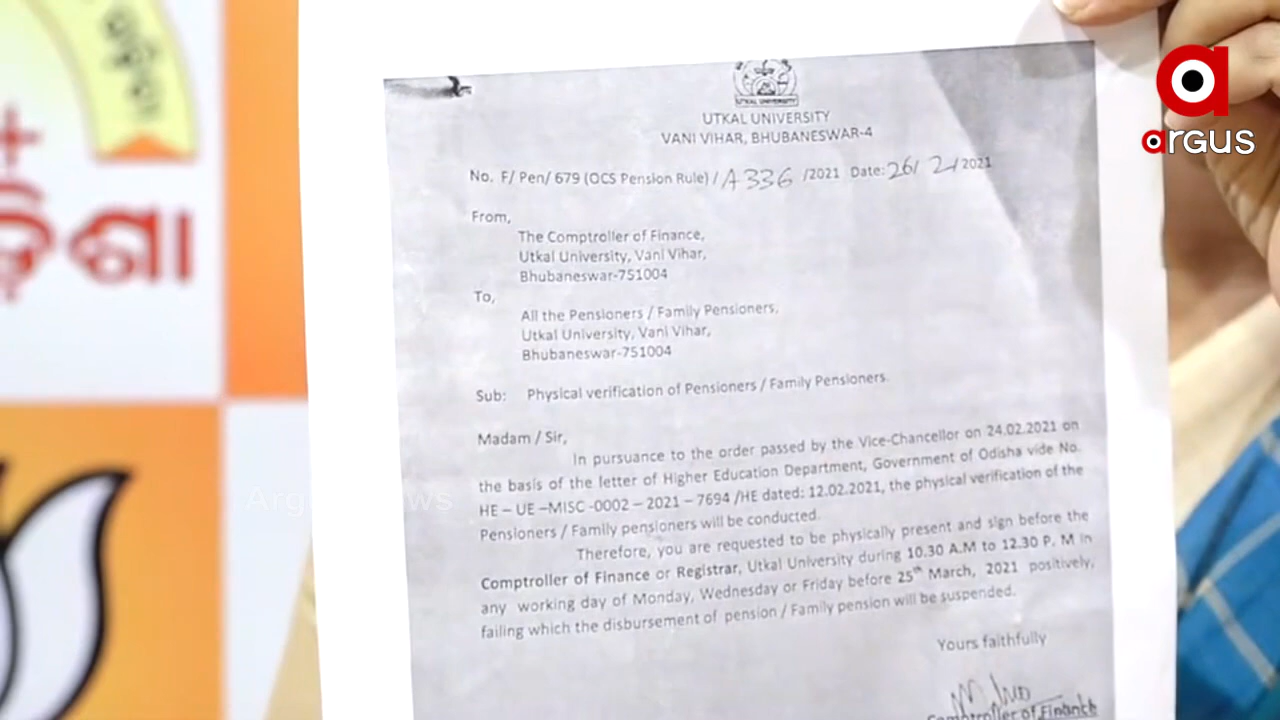 argus
UTKAL UNIVERSITY
UTKAL UNIVERSITY
VANI VIHAR, BHUBANESWAR-4
No. F/ Pen/ 679 (OCS Pension Rule) / A 336 /2021 Date: 26/ 2/2021
From,
The Comptroller of Finance,
Utkal University, Vani Vihar,
Bhubaneswar-751004
To,
All the Pensioners / Family Pensioners,
Utkal University, Vani Vihar,
Bhubaneswar-751004
Sub: Physical verification of Pensioners / Family Pensioners.
Madam / Sir,
In pursuance to the order passed by the Vice-Chancellor on 24.02.2021 on
the basis of the letter of Higher Education Department, Government of Odisha vide No.
HE – UE –MISC -0002 – 2021 – 7694 /HE dated: 12.02.2021, the physical verification of the
Pensioners / Family pensioners will be conducted.
Therefore, you are requested to be physically present and sign before the
Comptroller of Finance or Registrar, Utkal University during 10.30 A.M to 12.30 P. M in
any working day of Monday, Wednesday or Friday before 25th March, 2021 positively,
failing which the disbursement of pension / Family pension will be suspended.
Yours faithfully
Comptroller of Finance